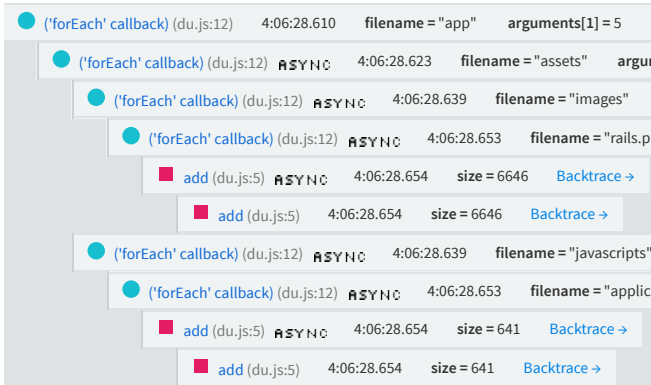 ('forEach' callback) (du.js:12) 4:06:28.610 filename = "app" arguments[1] = 5
('forEach' callback) (du.js:12) ASYNC 4:06:28.623 filename = "assets" argu
('forEach' callback) (du.js:12) ASYNC 4:06:28.639 filename = "images"
('forEach' callback) (du.js:12) ASYNC 4:06:28.653 filename = "rails.p
add (du.js:5) ASYNC 4:06:28.654 size = 6646 Backtrace →
add (du.js:5) 4:06:28.654 size = 6646 Backtrace →
('forEach' callback) (du.js:12) ASYNC 4:06:28.639 filename = "javascripts"
('forEach' callback) (du.js:12) ASYNC 4:06:28.653 filename = "applic
add (du.js:5) ASYNC 4:06:28.654 size = 641 Backtrace →
add (du.js:5) 4:06:28.654 size = 641 Backtrace →